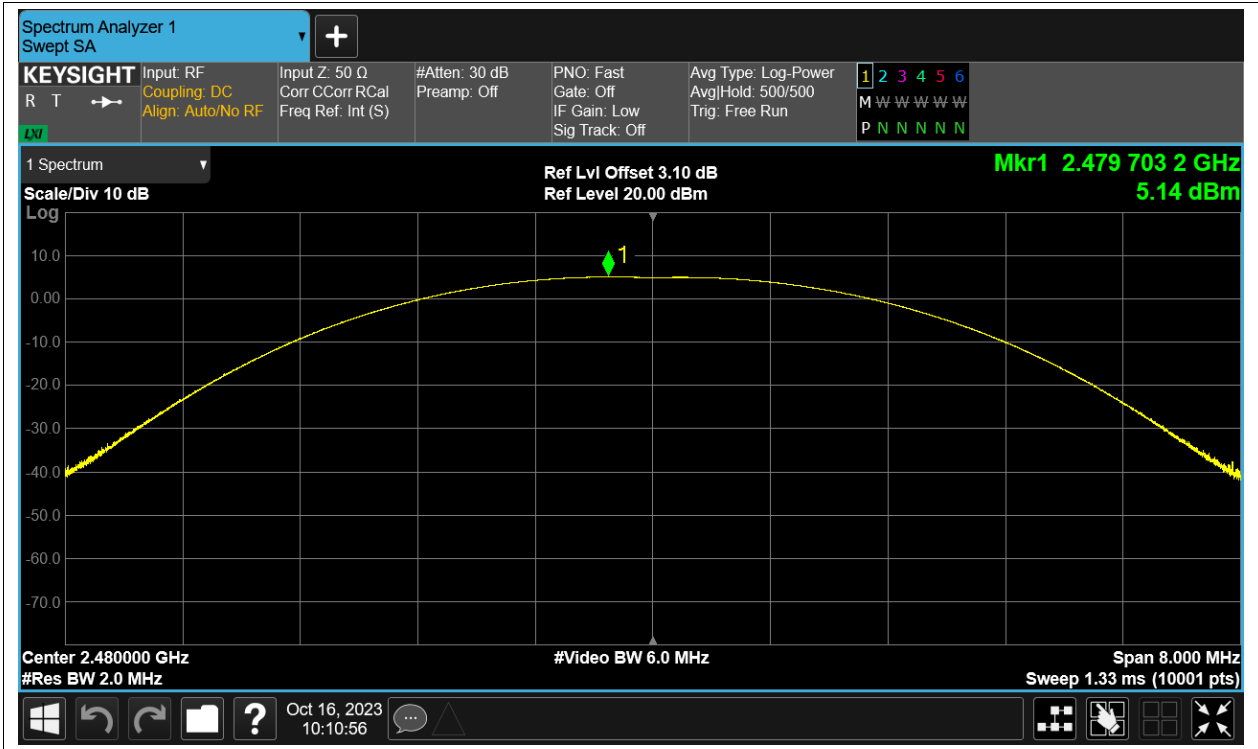 Spectrum Analyzer 1
Swept SA
KEYSIGHT
R T
LXI
Input: RF
Coupling: DC
Align: Auto/No RF
Input Z: 50 Ω
Corr CCorr RCal
Freq Ref: Int (S)
#Atten: 30 dB
Preamp: Off
PNO: Fast
Gate: Off
IF Gain: Low
Sig Track: Off
Avg Type: Log-Power
Avg|Hold: 500/500
Trig: Free Run
1 2 3 4 5 6
M W W W W W
P N N N N N
1 Spectrum
Scale/Div 10 dB
Log
Ref Lvl Offset 3.10 dB
Ref Level 20.00 dBm
Mkr1 2.479 703 2 GHz
5.14 dBm
1
10.0
0.00
-10.0
-20.0
-30.0
-40.0
-50.0
-60.0
-70.0
Center 2.480000 GHz
#Res BW 2.0 MHz
#Video BW 6.0 MHz
Span 8.000 MHz
Sweep 1.33 ms (10001 pts)
?
Oct 16, 2023
10:10:56